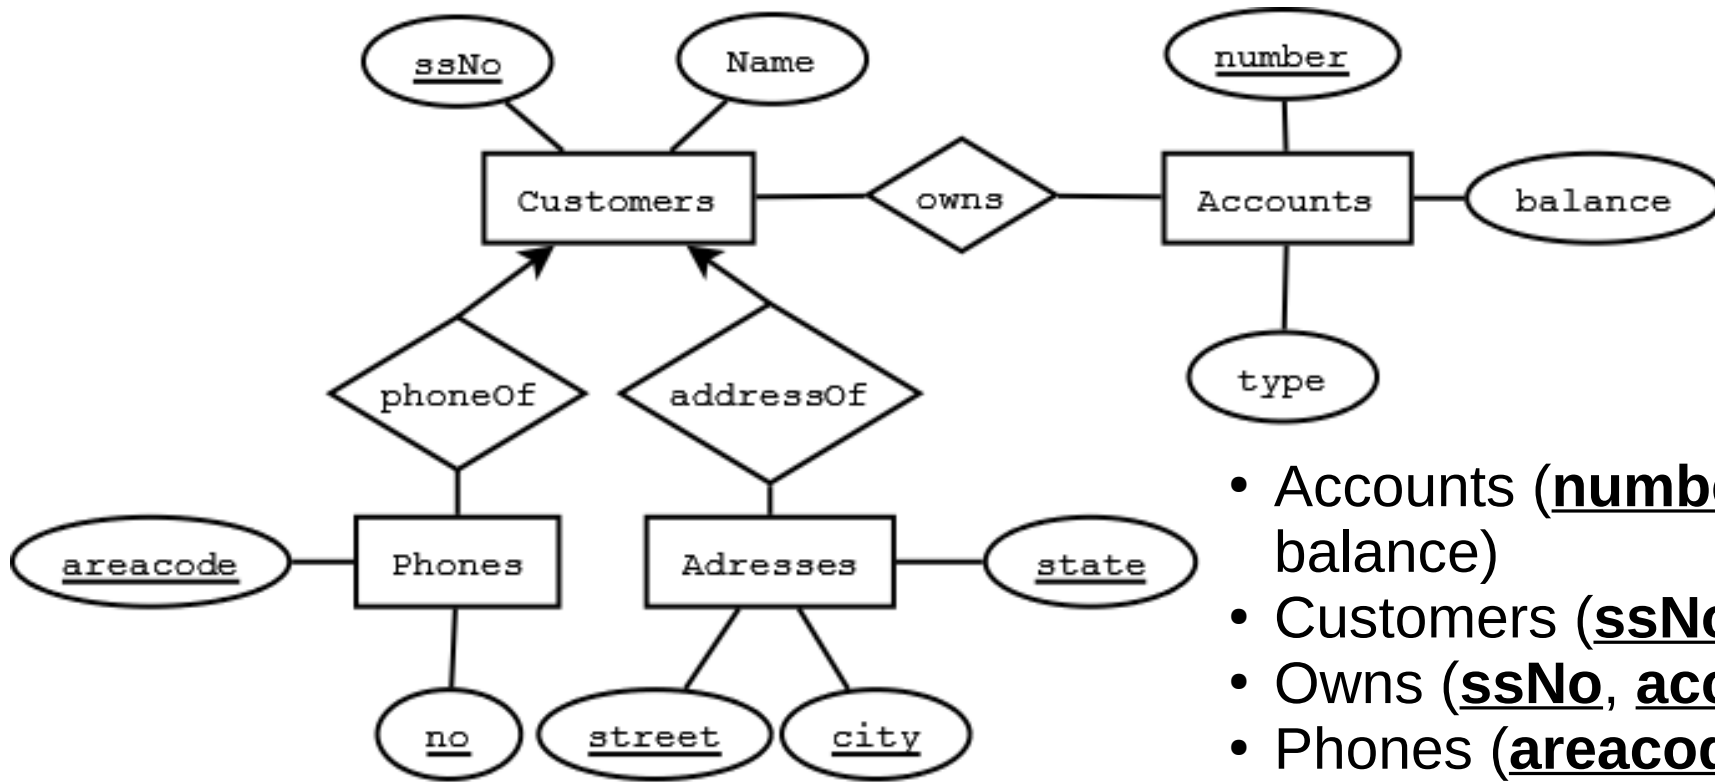 ssNo
Name
number
Customers
owns
Accounts
balance
phoneOf
addressOf
type
areacode
Phones
Adresses
state
no
street
city
• Accounts (
balance)
• Customers (
• Owns (ssNo,
• Phones (